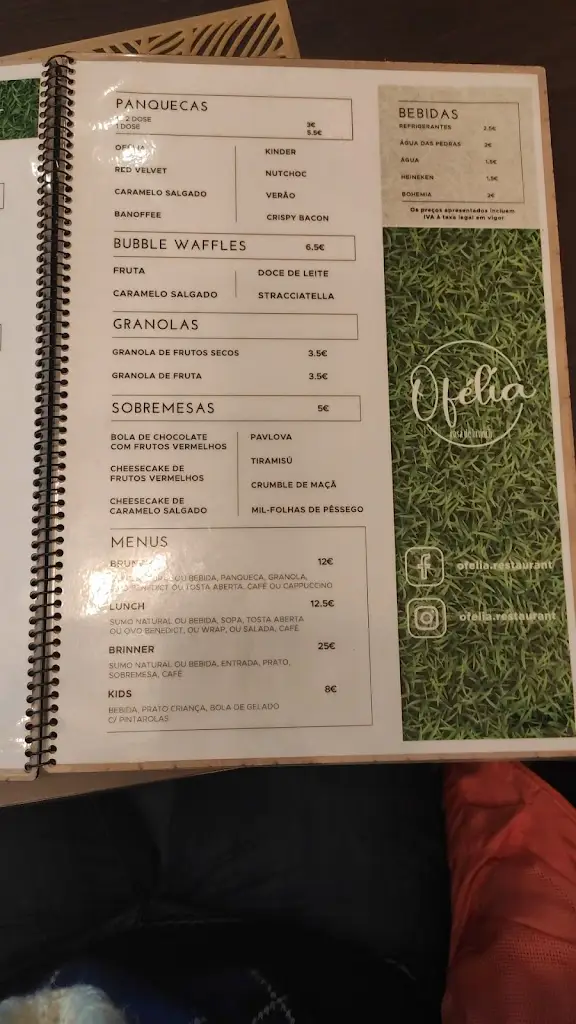 PANQUECAS
2 DOSE 3€
1 DOSE 5.5€
OFÉLIA
RED VELVET
CARAMELO SALGADO
BANOFFEE
KINDER
NUTCHOC
VERÃO
CRISPY BACON
BUBBLE WAFFLES 6.5€
FRUTA
CARAMELO SALGADO
DOCE DE LEITE
STRACCIATELLA
GRANOLAS
GRANOLA DE FRUTOS SECOS 3.5€
GRANOLA DE FRUTA 3.5€
SOBREMESAS 5€
BOLA DE CHOCOLATE
COM FRUTOS VERMELHOS
CHEESECAKE DE
FRUTOS VERMELHOS
CHEESECAKE DE
CARAMELO SALGADO
PAVLOVA
TIRAMISÚ
CRUMBLE DE MAÇÃ
MIL-FOLHAS DE PÊSSEGO
MENUS
BRUNCH 12€
OU BEBIDA, PANQUECA, GRANOLA,
OVO BENEDICT OU TOSTA ABERTA, CAFÉ OU CAPPUCCINO
LUNCH 12.5€
SUMO NATURAL OU BEBIDA, SOPA, TOSTA ABERTA
OU OVO BENEDICT, OU WRAP, OU SALADA, CAFÉ
BRINNER 25€
SUMO NATURAL OU BEBIDA, ENTRADA, PRATO,
SOBREMESA, CAFÉ
KIDS 8€
BEBIDA, PRATO CRIANÇA, BOLA DE GELADO
C/ PINTAROLAS
BEBIDAS
REFRIGERANTES 2.5€
ÁGUA DAS PEDRAS 2€
ÁGUA 1.5€
HEINEKEN 1.5€
BOHEMIA 2€
Os preços apresentados incluem
IVA à taxa legal em vigor
Ofélia
ofelia.restaurant
ofelia.restaurant